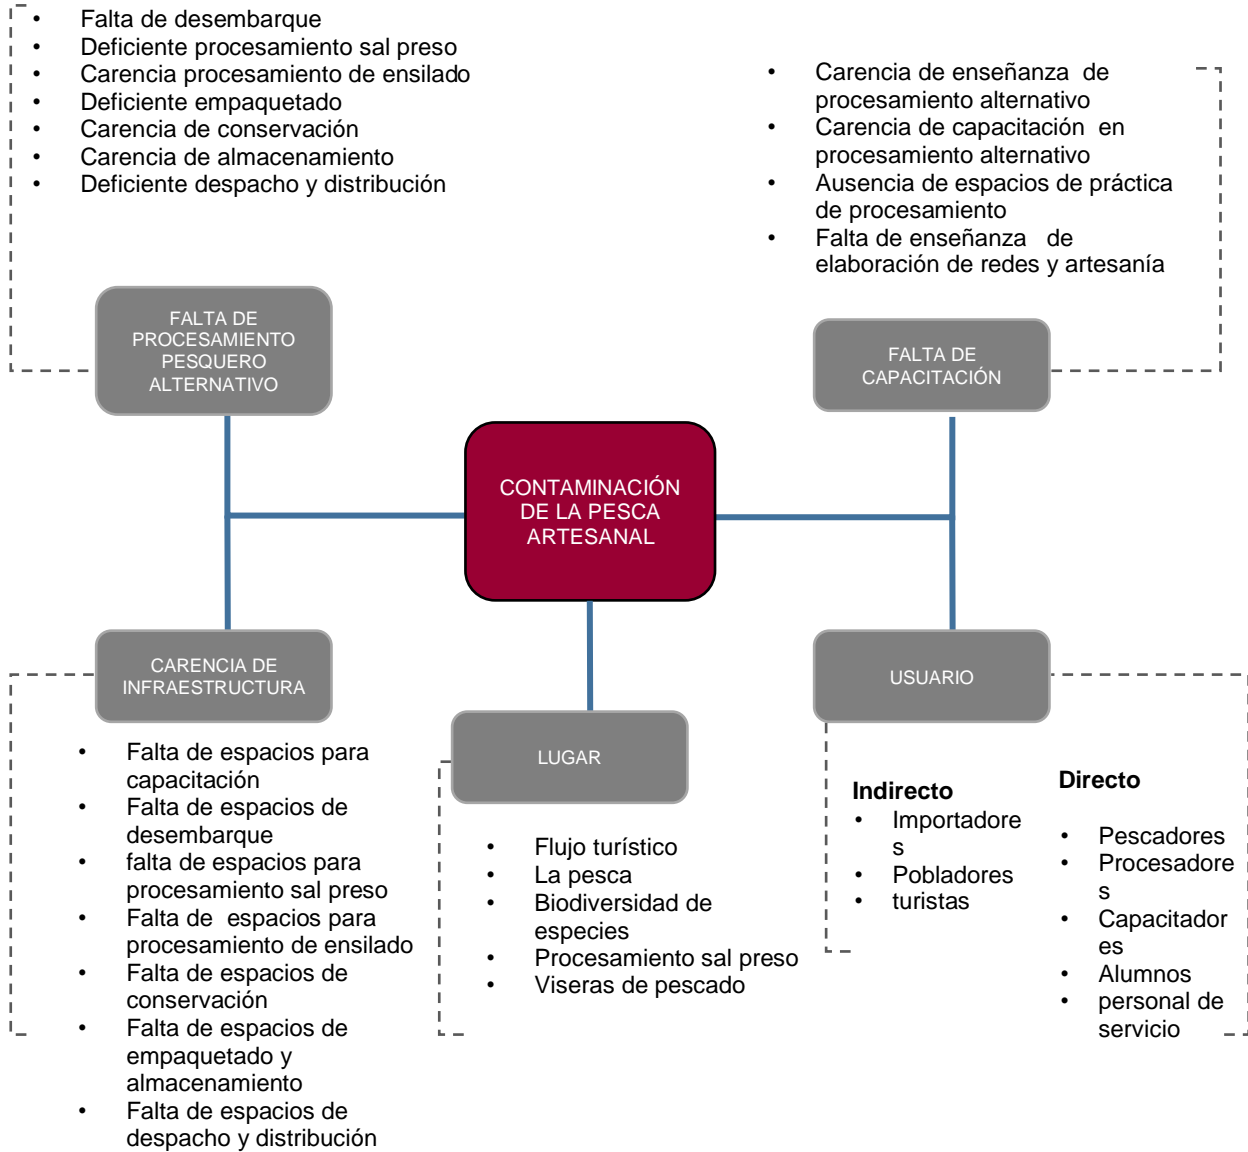 • Falta de desembarque
• Deficiente procesamiento sal preso
• Carencia procesamiento de ensilado
• Deficiente empaquetado
• Carencia de conservación
• Carencia de almacenamiento
• Deficiente despacho y distribución
• Carencia de enseñanza de
procesamiento alternativo
• Carencia de capacitación en
procesamiento alternativo
• Ausencia de espacios de práctica
de procesamiento
• Falta de enseñanza de
elaboración de redes y artesanía
FALTA DE
PROCESAMIENTO
PESQUERO
ALTERNATIVO
FALTA DE
CAPACITACIÓN
CONTAMINACIÓN
DE LA PESCA
ARTESANAL
CARENCIA DE
INFRAESTRUCTURA
LUGAR
USUARIO
• Falta de espacios para
capacitación
• Falta de espacios de
desembarque
• falta de espacios para
procesamiento sal preso
• Falta de espacios para
procesamiento de ensilado
• Falta de espacios de
conservación
• Falta de espacios de
empaquetado y
almacenamiento
• Falta de espacios de
despacho y distribución
• Flujo turístico
• La pesca
• Biodiversidad de
especies
• Procesamiento sal preso
• Viseras de pescado
Indirecto
• Importadore
s
• Pobladores
• turistas
Directo
• Pescadores
• Procesadore
s
• Capacitador
es
• Alumnos
• personal de
servicio